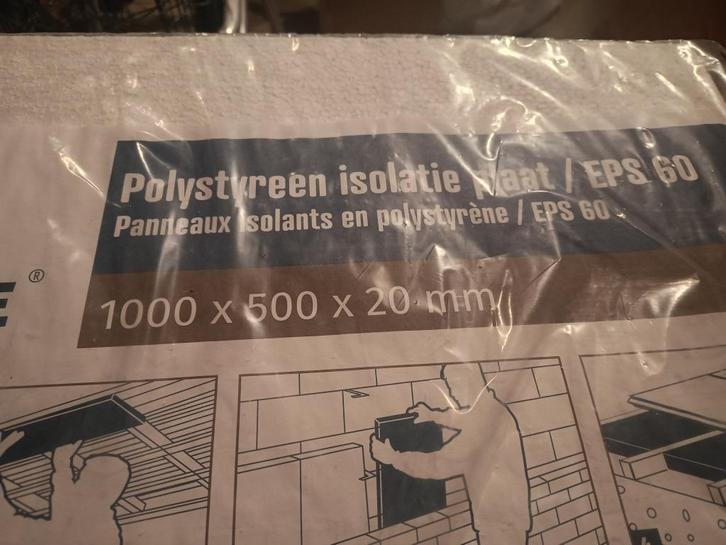 Polystyreen isolatie plaat / EPS 60
Panneaux isolants en polystyrène / EPS 60
E®
1000 x 500 x 20 mm